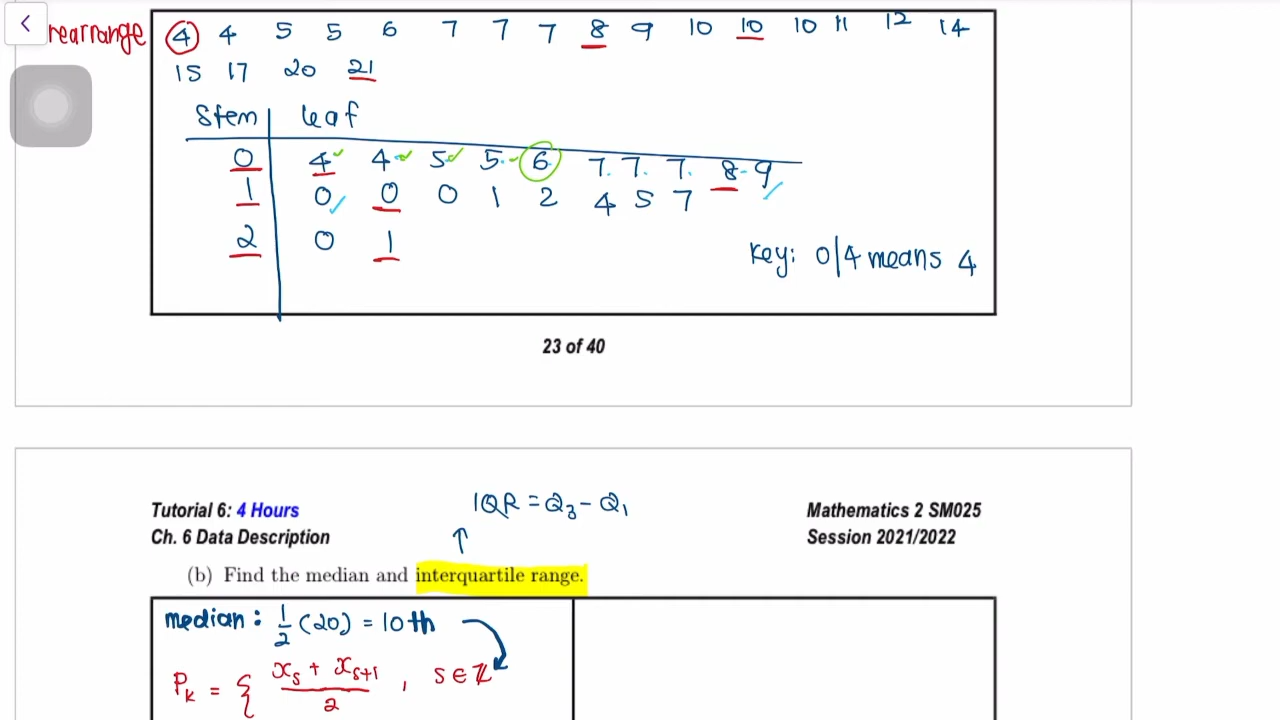 rearrange 4 4 5 5 6 7 7 7 8 9 10 10 10 11 12 14
15 17 20 21
Stem leaf
0 4 4 5 5 6 7 7 7 8 9
1 0 0 0 1 2 4 5 7
2 0 1
Key: 0|4 means 4
23 of 40
Tutorial 6: 4 Hours
Ch. 6 Data Description
IQR = Q₃ - Q₁
Mathematics 2 SM025
Session 2021/2022
(b) Find the median and interquartile range.
median: 1/2 (20) = 10th
Pₖ = { (xₛ + xₛ₊₁)/2 , s ∈ ℤ